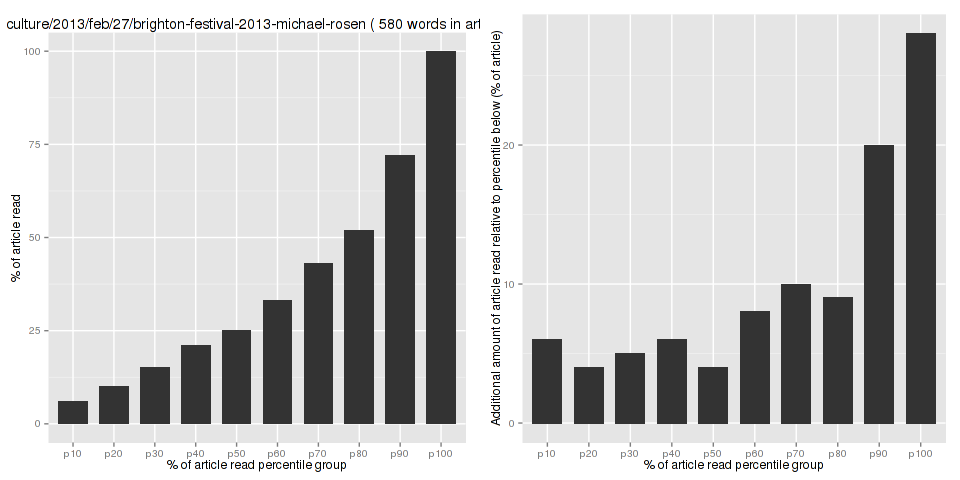 culture/2013/feb/27/brighton-festival-2013-michael-rosen ( 580 words in art
% of article read
100
75
50
25
0
p10 p20 p30 p40 p50 p60 p70 p80 p90 p100
% of article read percentile group
Additional amount of article read relative to percentile below (% of article)
20
10
0
p10 p20 p30 p40 p50 p60 p70 p80 p90 p100
% of article read percentile group